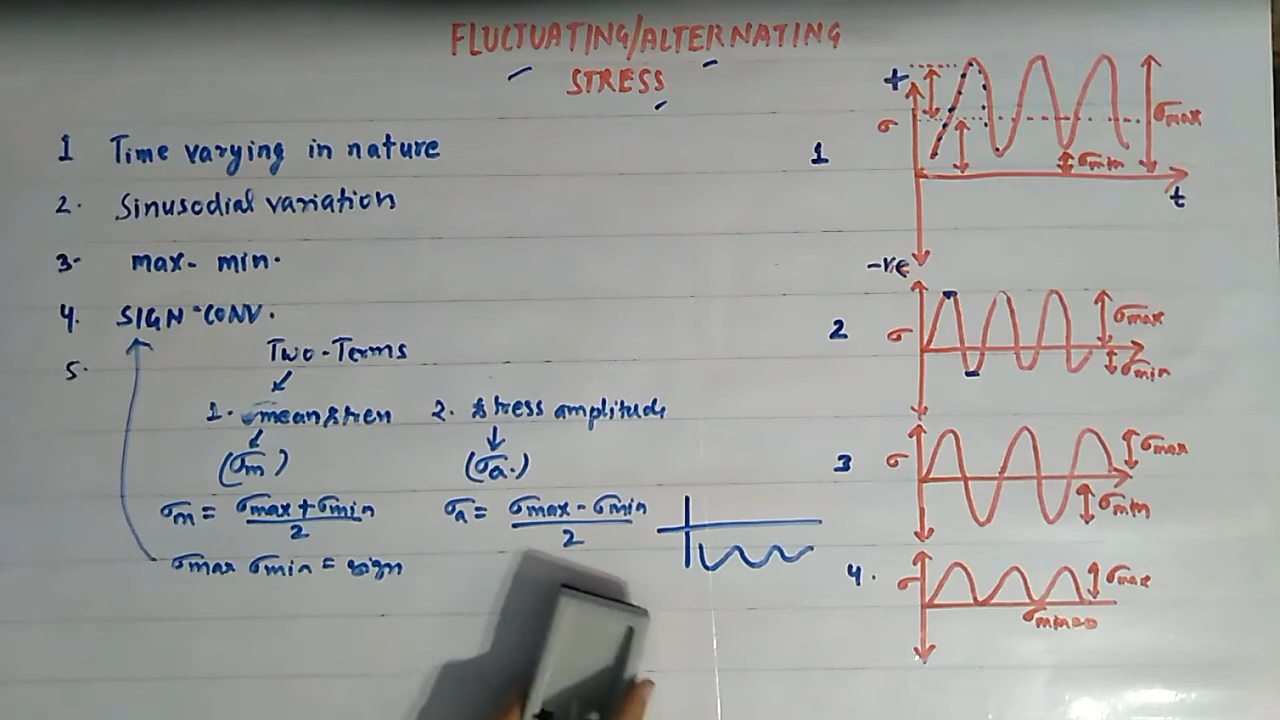 FLUCTUATING/ALTERNATING
STRESS
1 Time varying in nature
2. Sinusodial variation
3. max- min.
4. SIGN-CONV.
5.
Two-Terms
1. mean stren 2. stress amplitude
(σm) (σa.)
σm = σmax + σmin / 2 σa = σmax - σmin / 2
σmax σmin = sign
1
+
σ
σmax
σmin
t
-ve
2
σ
σmax
σmin
3
σ
σmax
σmin
4.
σ
σmax
σmin=0